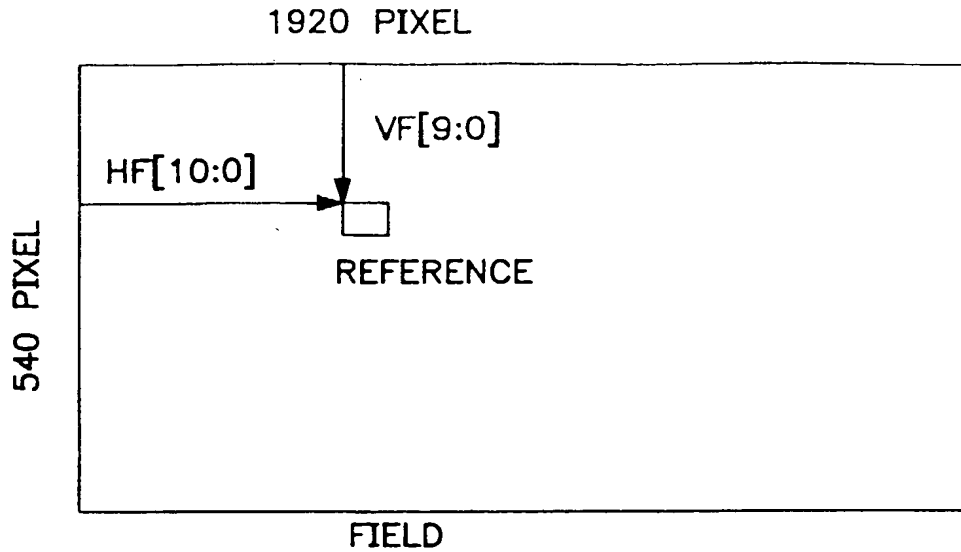 1920 PIXEL
VF[9:0]
HF[10:0]
REFERENCE
540 PIXEL
FIELD